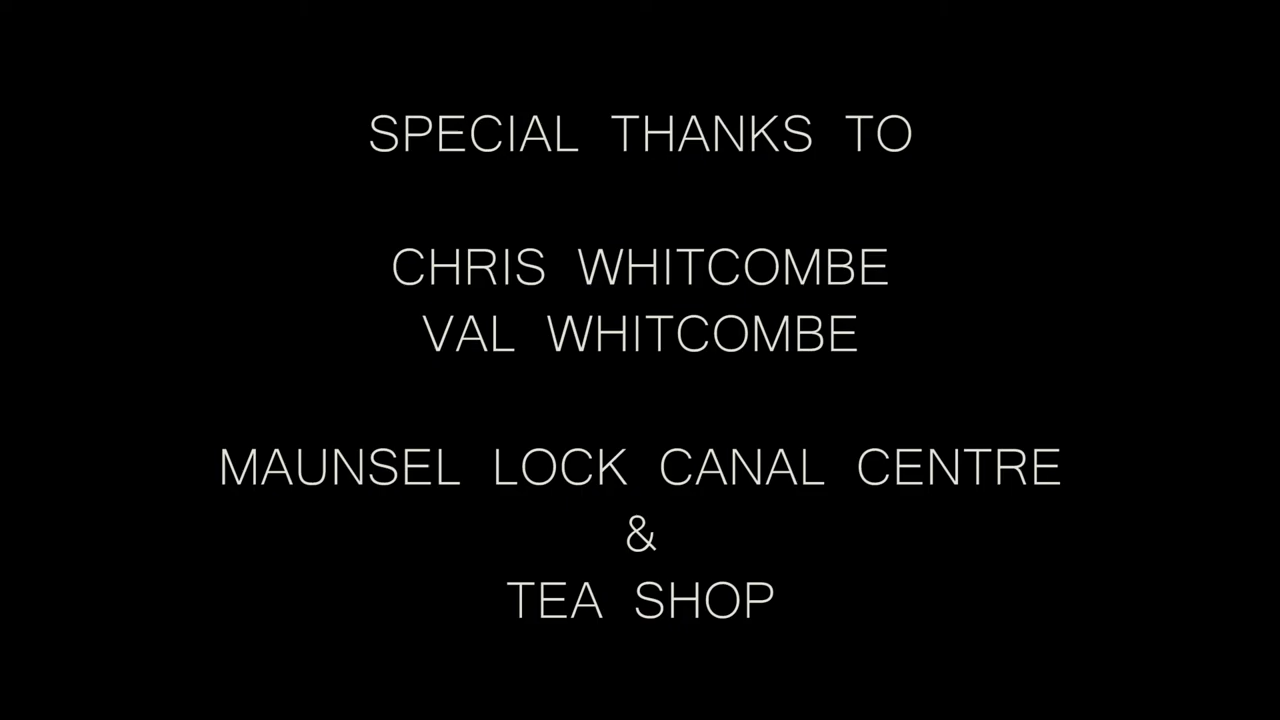 SPECIAL THANKS TO
CHRIS WHITCOMBE
VAL WHITCOMBE
MAUNSEL LOCK CANAL CENTRE
&
TEA SHOP